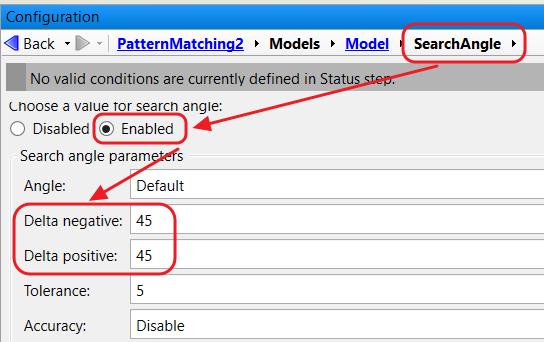 Configuration
Back PatternMatching2 Models Model SearchAngle
No valid conditions are currently defined in Status step.
Choose a value for search angle:
Disabled Enabled
Search angle parameters
Angle: Default
Delta negative: 45
Delta positive: 45
Tolerance: 5
Accuracy: Disable